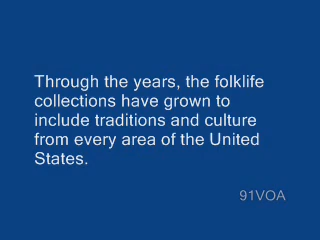 Through the years, the folklife
collections have grown to
include traditions and culture
from every area of the United
States.
91VOA